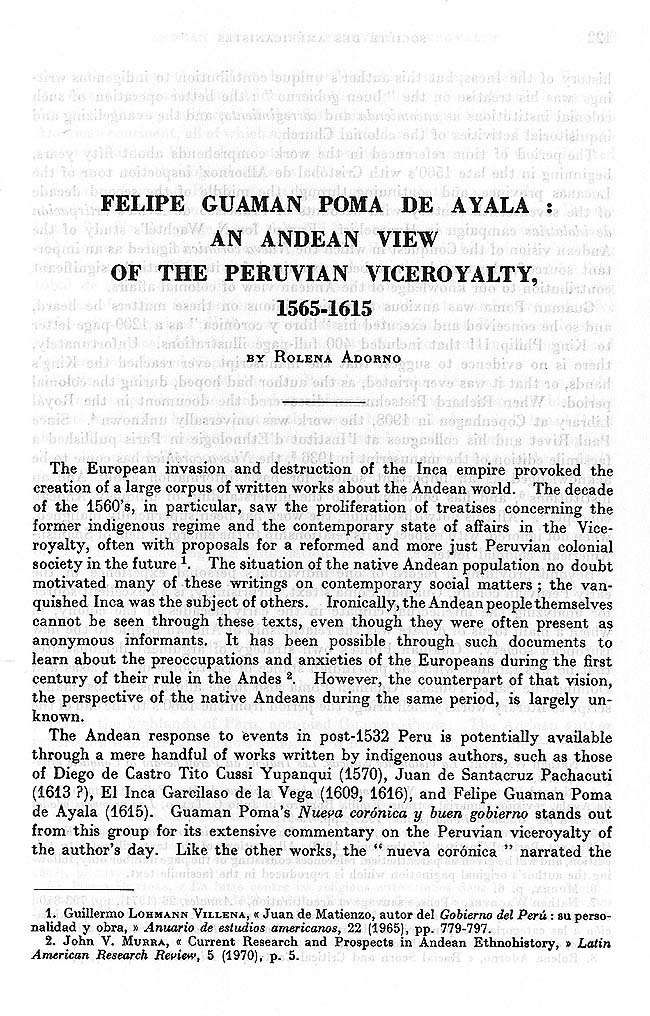 FELIPE GUAMAN POMA DE AYALA :
AN ANDEAN VIEW
OF THE PERUVIAN VICEROYALTY,
1565-1615
BY ROLENA ADORNO
The European invasion and destruction of the Inca empire provoked the
creation of a large corpus of written works about the Andean world. The decade
of the 1560's, in particular, saw the proliferation of treatises concerning the
former indigenous regime and the contemporary state of affairs in the Vice-
royalty, often with proposals for a reformed and more just Peruvian colonial
society in the future ¹. The situation of the native Andean population no doubt
motivated many of these writings on contemporary social matters ; the van-
quished Inca was the subject of others. Ironically, the Andean people themselves
cannot be seen through these texts, even though they were often present as
anonymous informants. It has been possible through such documents to
learn about the preoccupations and anxieties of the Europeans during the first
century of their rule in the Andes ². However, the counterpart of that vision,
the perspective of the native Andeans during the same period, is largely un-
known.
The Andean response to events in post-1532 Peru is potentially available
through a mere handful of works written by indigenous authors, such as those
of Diego de Castro Tito Cussi Yupanqui (1570), Juan de Santacruz Pachacuti
(1613 ?), El Inca Garcilaso de la Vega (1609, 1616), and Felipe Guaman Poma
de Ayala (1615). Guaman Poma's Nueva corónica y buen gobierno stands out
from this group for its extensive commentary on the Peruvian viceroyalty of
the author's day. Like the other works, the “ nueva corónica ” narrated the
1. Guillermo LOHMANN VILLENA, « Juan de Matienzo, autor del Gobierno del Perú : su perso-
nalidad y obra, » Anuario de estudios americanos, 22 (1965), pp. 779-797.
2. John V. MURRA, « Current Research and Prospects in Andean Ethnohistory, » Latin
American Research Review, 5 (1970), p. 5.